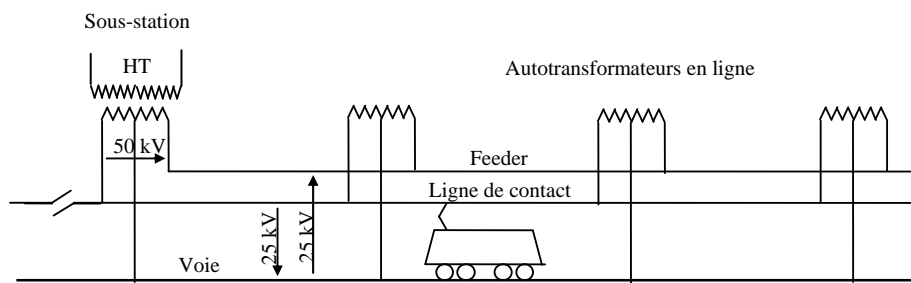 Sous-station
HT
Autotransformateurs en ligne
50 kV
Feeder
Ligne de contact
25 kV
25 kV
Voie